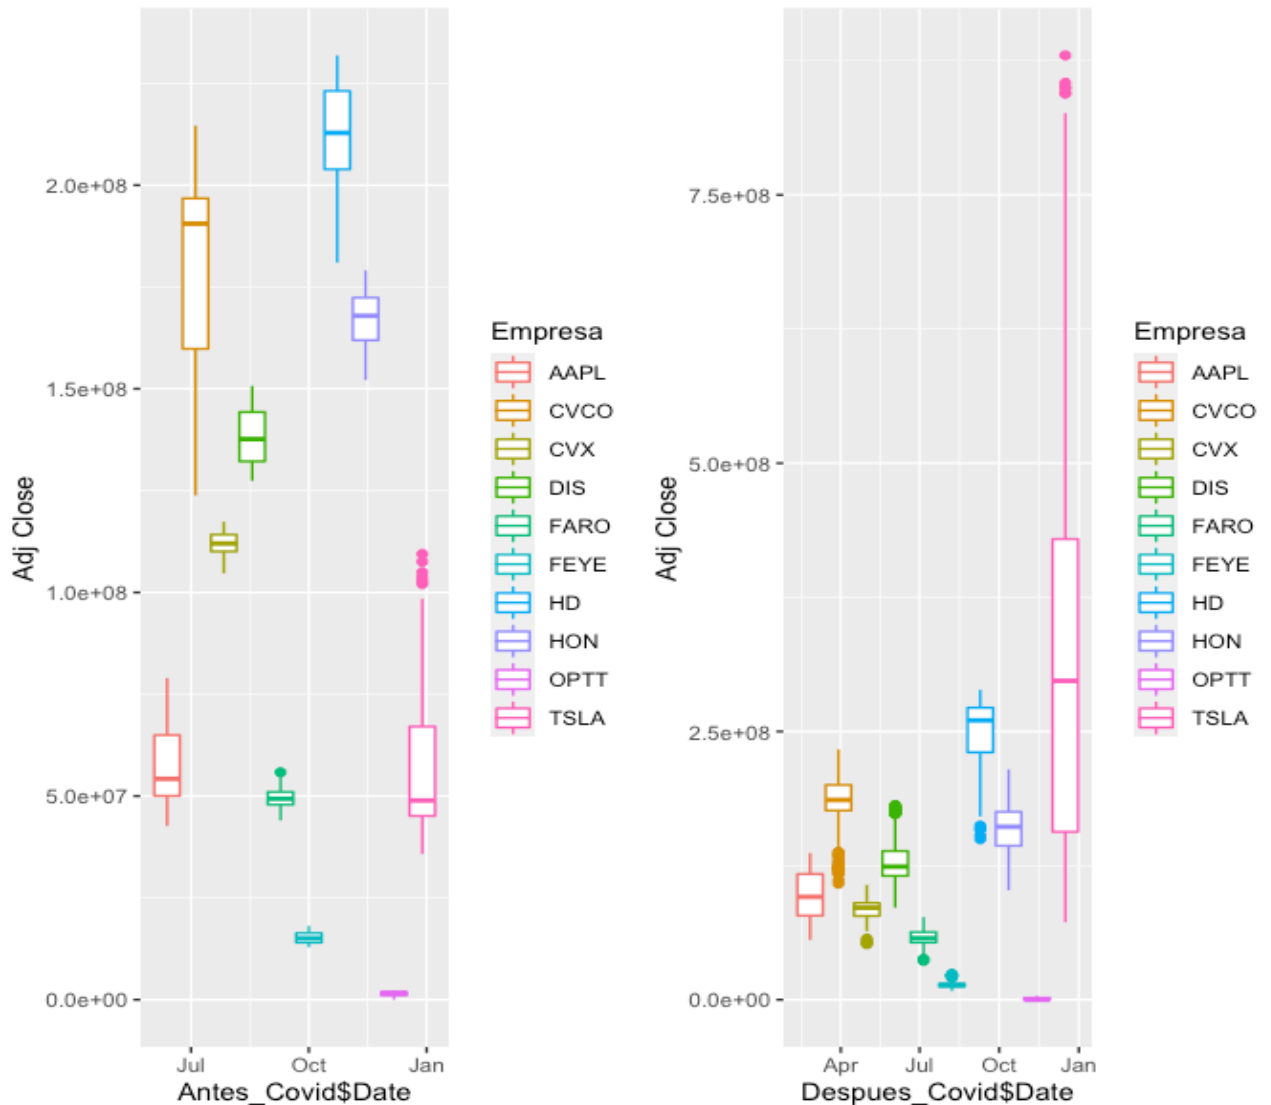 Adj Close
2.0e+08
1.5e+08
1.0e+08
5.0e+07
0.0e+00
Jul Oct Jan
Antes_Covid$Date
Empresa
AAPL
CVCO
CVX
DIS
FARO
FEYE
HD
HON
OPTT
TSLA
Adj Close
7.5e+08
5.0e+08
2.5e+08
0.0e+00
Apr Jul Oct Jan
Despues_Covid$Date
Empresa
AAPL
CVCO
CVX
DIS
FARO
FEYE
HD
HON
OPTT
TSLA